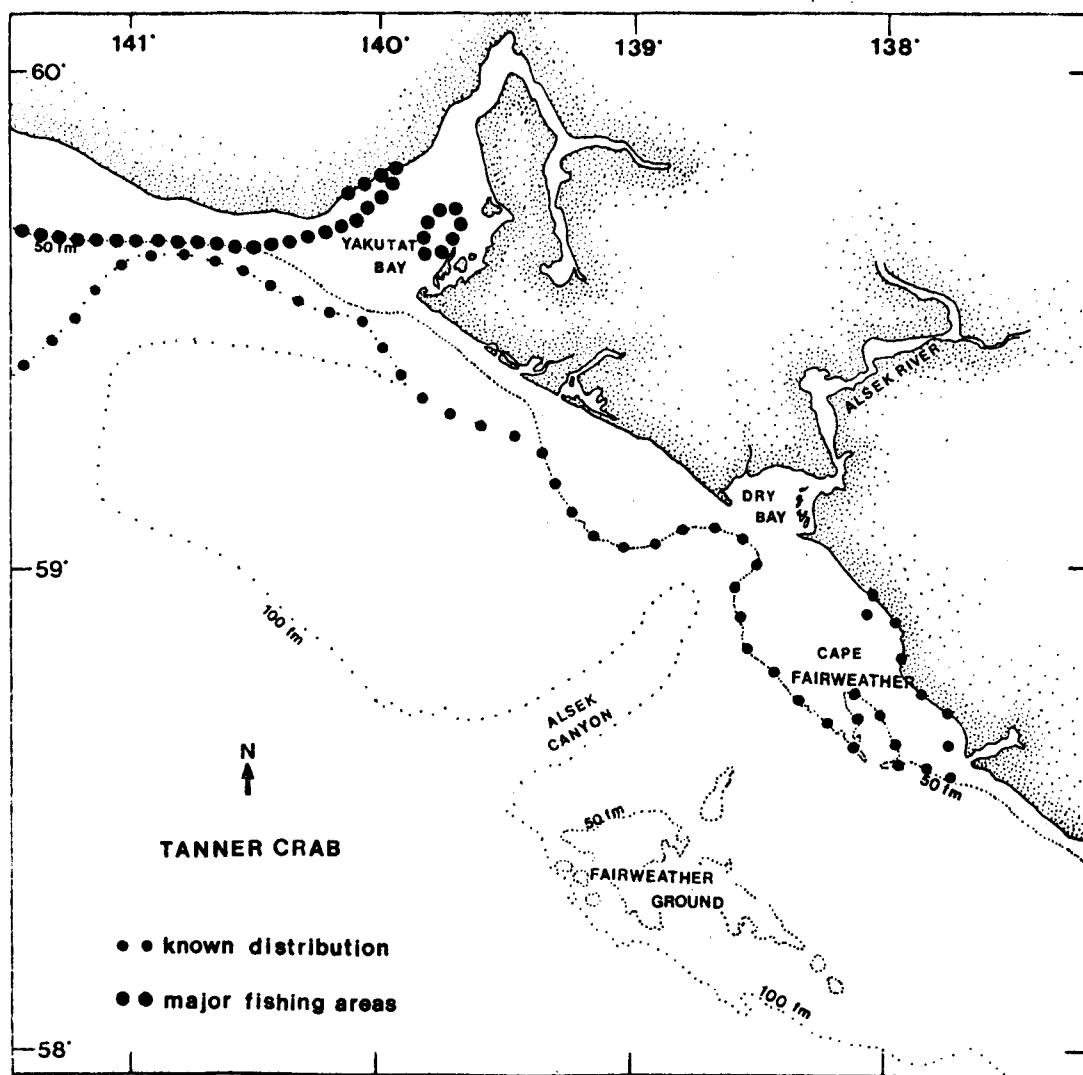 141° 140° 139° 138°
60°
50 fm
YAKUTAT
BAY
ALSEK RIVER
DRY
BAY
59°
100 fm
CAPE
FAIRWEATHER
ALSEK
CANYON
N
50 fm
50 fm
TANNER CRAB
FAIRWEATHER
GROUND
known distribution
major fishing areas
100 fm
58°